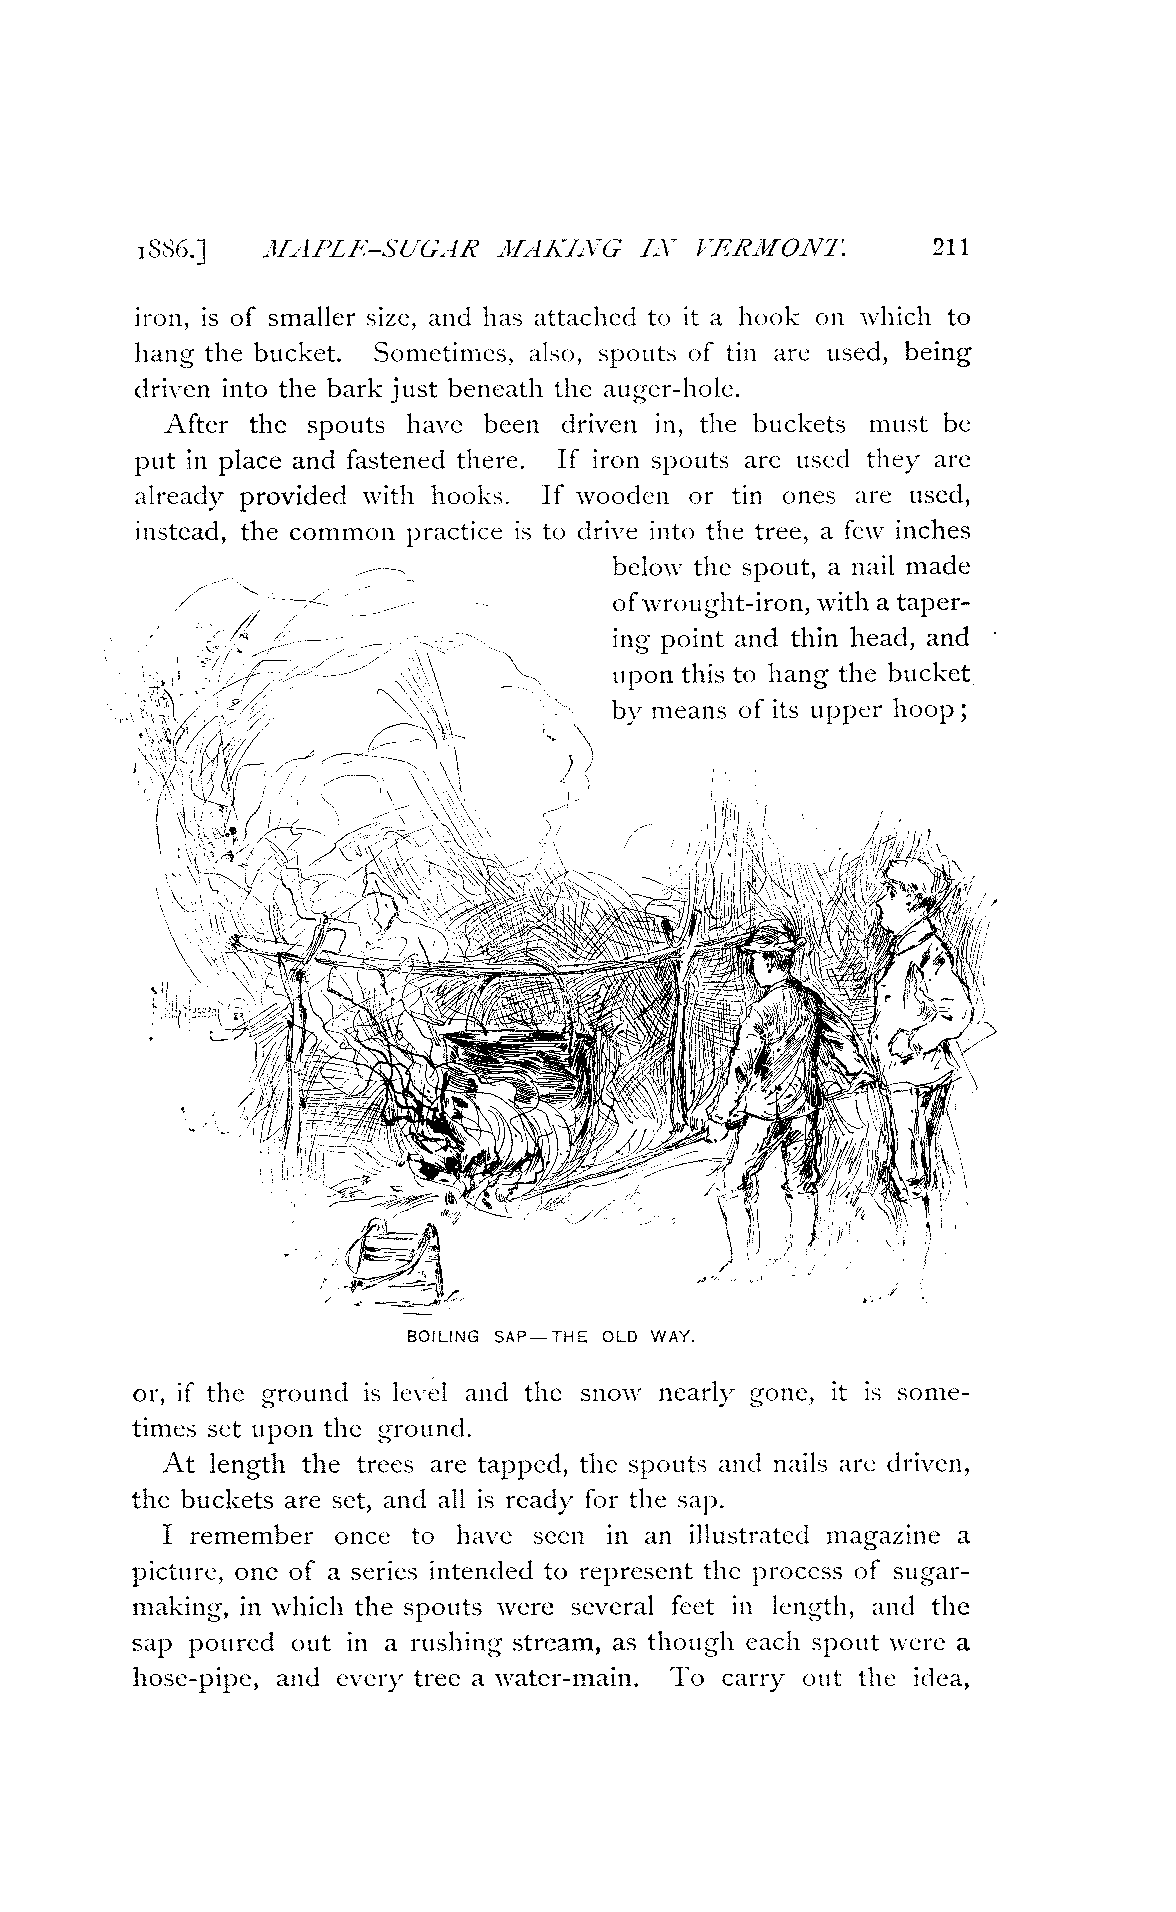 1886.] MAPLE-SUGAR MAKING IN VERMONT. 211
iron, is of smaller size, and has attached to it a hook on which to
hang the bucket. Sometimes, also, spouts of tin are used, being
driven into the bark just beneath the auger-hole.
After the spouts have been driven in, the buckets must be
put in place and fastened there. If iron spouts are used they are
already provided with hooks. If wooden or tin ones are used,
instead, the common practice is to drive into the tree, a few inches
below the spout, a nail made
of wrought-iron, with a taper-
ing point and thin head, and
upon this to hang the bucket
by means of its upper hoop;
BOILING SAP—THE OLD WAY.
or, if the ground is level and the snow nearly gone, it is some-
times set upon the ground.
At length the trees are tapped, the spouts and nails are driven,
the buckets are set, and all is ready for the sap.
I remember once to have seen in an illustrated magazine a
picture, one of a series intended to represent the process of sugar-
making, in which the spouts were several feet in length, and the
sap poured out in a rushing stream, as though each spout were a
hose-pipe, and every tree a water-main. To carry out the idea,